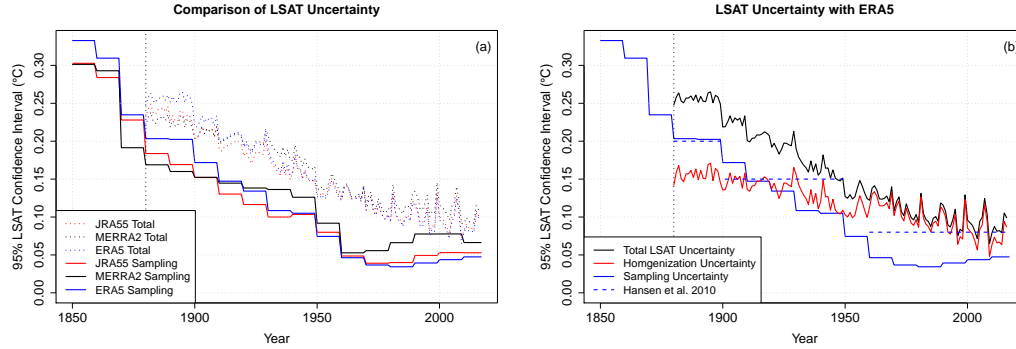 Comparison of LSAT Uncertainty
(a)
95% LSAT Confidence Interval (°C)
0.30
0.25
0.20
0.15
0.10
0.05
0.00
JRA55 Total
MERRA2 Total
ERA5 Total
JRA55 Sampling
MERRA2 Sampling
ERA5 Sampling
1850
1900
1950
2000
Year
LSAT Uncertainty with ERA5
(b)
95% LSAT Confidence Interval (°C)
0.30
0.25
0.20
0.15
0.10
0.05
0.00
Total LSAT Uncertainty
Homgenization Uncertainty
Sampling Uncertainty
Hansen et al. 2010
1850
1900
1950
2000
Year